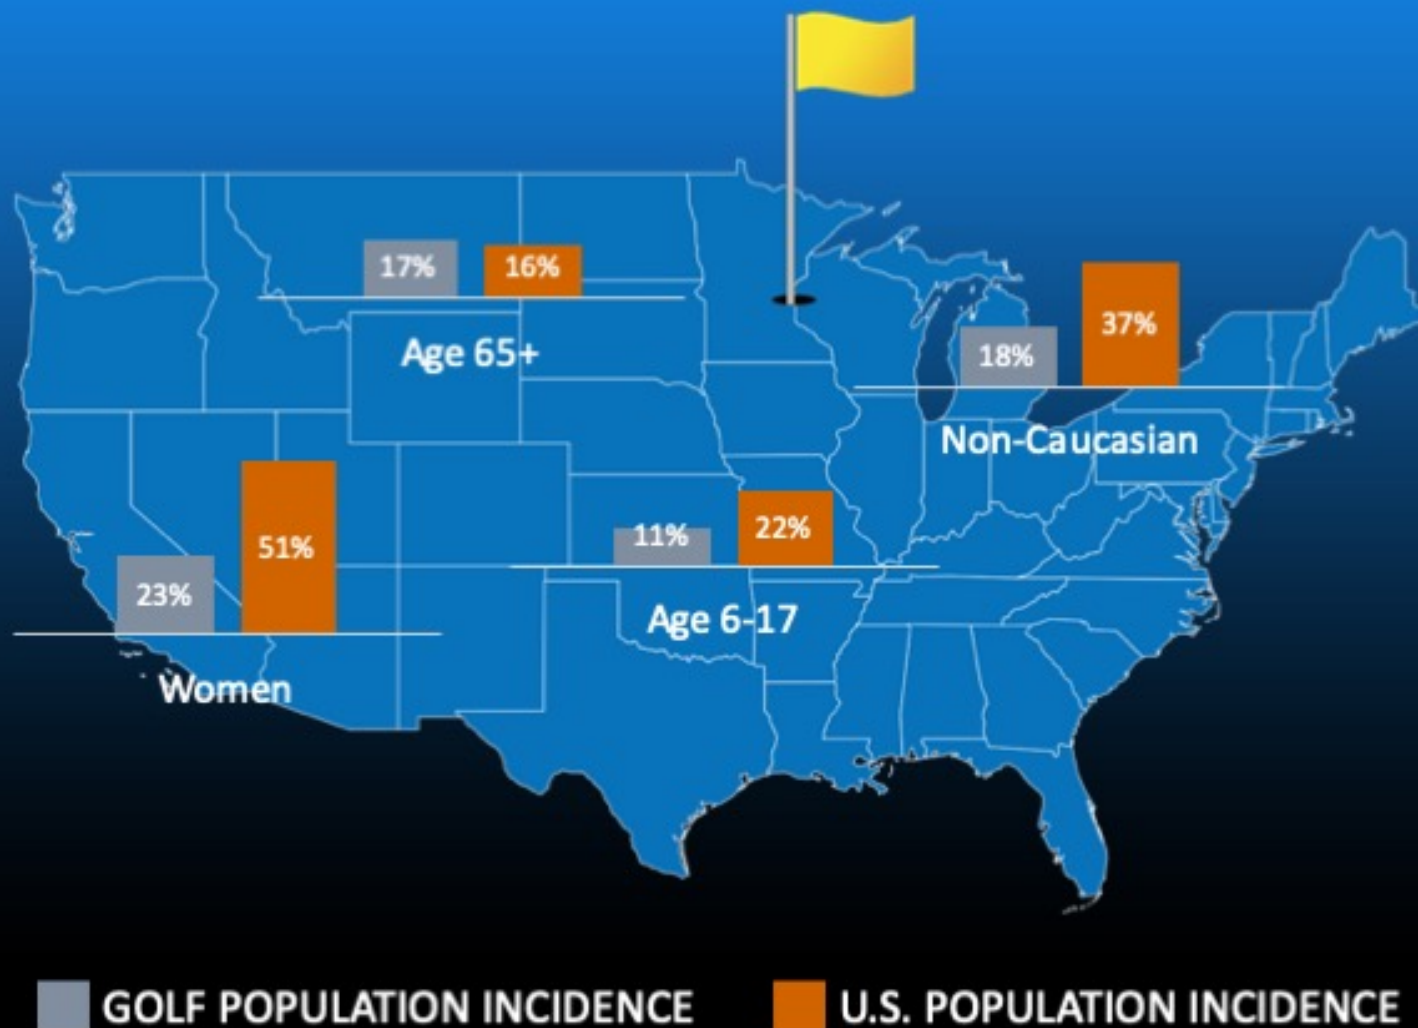 17%
16%
Age 65+
18%
37%
Non-Caucasian
23%
51%
Women
11%
22%
Age 6-17
GOLF POPULATION INCIDENCE
U.S. POPULATION INCIDENCE